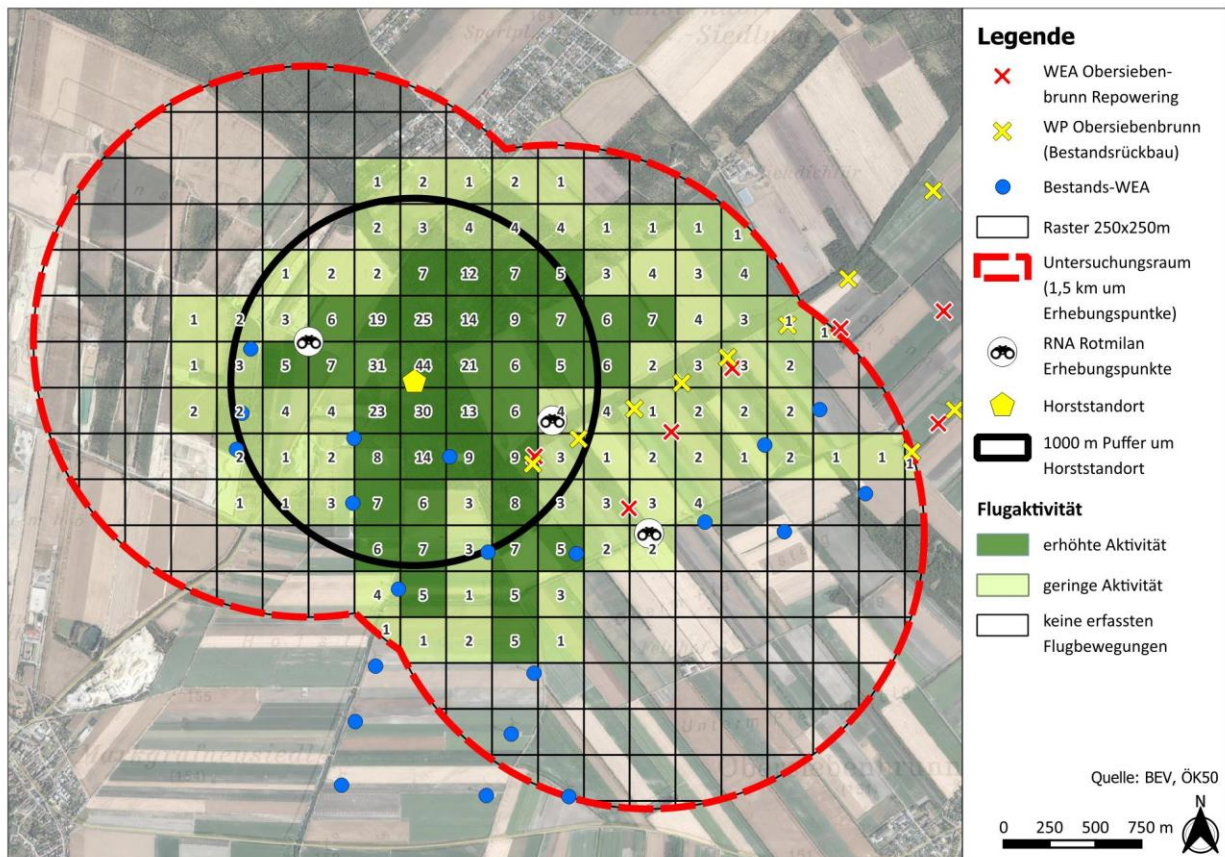 -Siedlung
1 2 1 2 1
2 3 4 4 4 1 1 1 1
1 2 2 7 12 7 5 3 4 3 4
1 2 3 6 19 25 14 9 7 6 7 4 3 1 1
1 3 5 7 31 44 21 6 5 6 2 3 3 2
2 2 4 4 23 30 13 6 4 4 1 2 2 2
2 1 2 8 14 9 9 3 1 2 2 1 2 1 1 1
1 1 3 7 6 3 8 3 3 3 4
6 7 3 7 5 2 2
4 5 1 5 3
1 1 2 5 1
1
Legende
WEA Obersieben-
brunn Repowering
WP Obersiebenbrunn
(Bestandsrückbau)
Bestands-WEA
Raster 250x250m
Untersuchungsraum
(1,5 km um
Erhebungspuntke)
RNA Rotmilan
Erhebungspunkte
Horststandort
1000 m Puffer um
Horststandort
Flugaktivität
erhöhte Aktivität
geringe Aktivität
keine erfassten
Flugbewegungen
Quelle: BEV, ÖK50
N
0 250 500 750 m